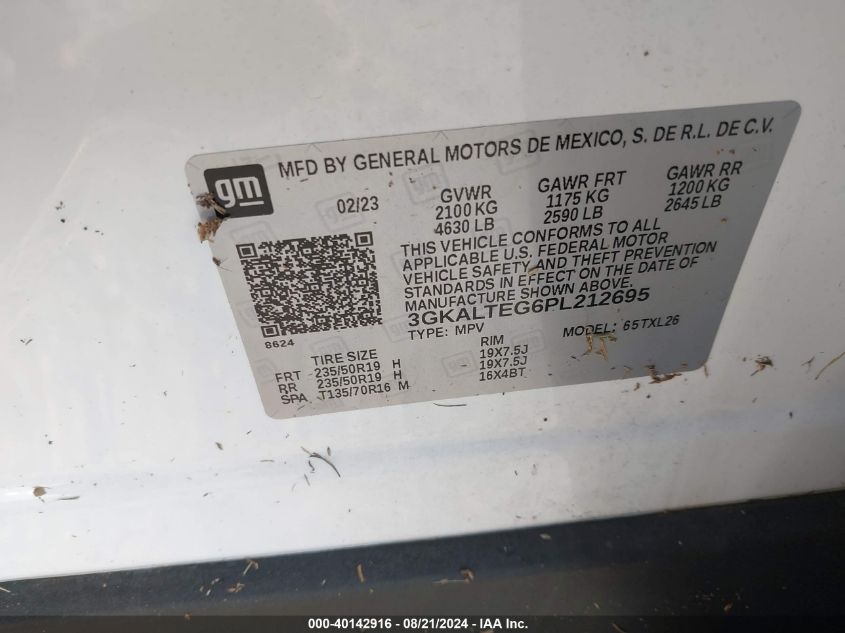 gm
MFD BY GENERAL MOTORS DE MEXICO, S. DE R.L. DE C.V.
02/23
GVWR
2100 KG
4630 LB
GAWR FRT
1175 KG
2590 LB
GAWR RR
1200 KG
2645 LB
THIS VEHICLE CONFORMS TO ALL
APPLICABLE U.S. FEDERAL MOTOR
VEHICLE SAFETY AND THEFT PREVENTION
STANDARDS IN EFFECT ON THE DATE OF
MANUFACTURE SHOWN ABOVE.
3GKALTEG6PL212695
TYPE: MPV MODEL: 65TXL26
8624
TIRE SIZE RIM
FRT 235/50R19 H 19X7.5J
RR 235/50R19 H 19X7.5J
SPA T135/70R16 M 16X4BT
000-40142916 - 08/21/2024 - IAA Inc.